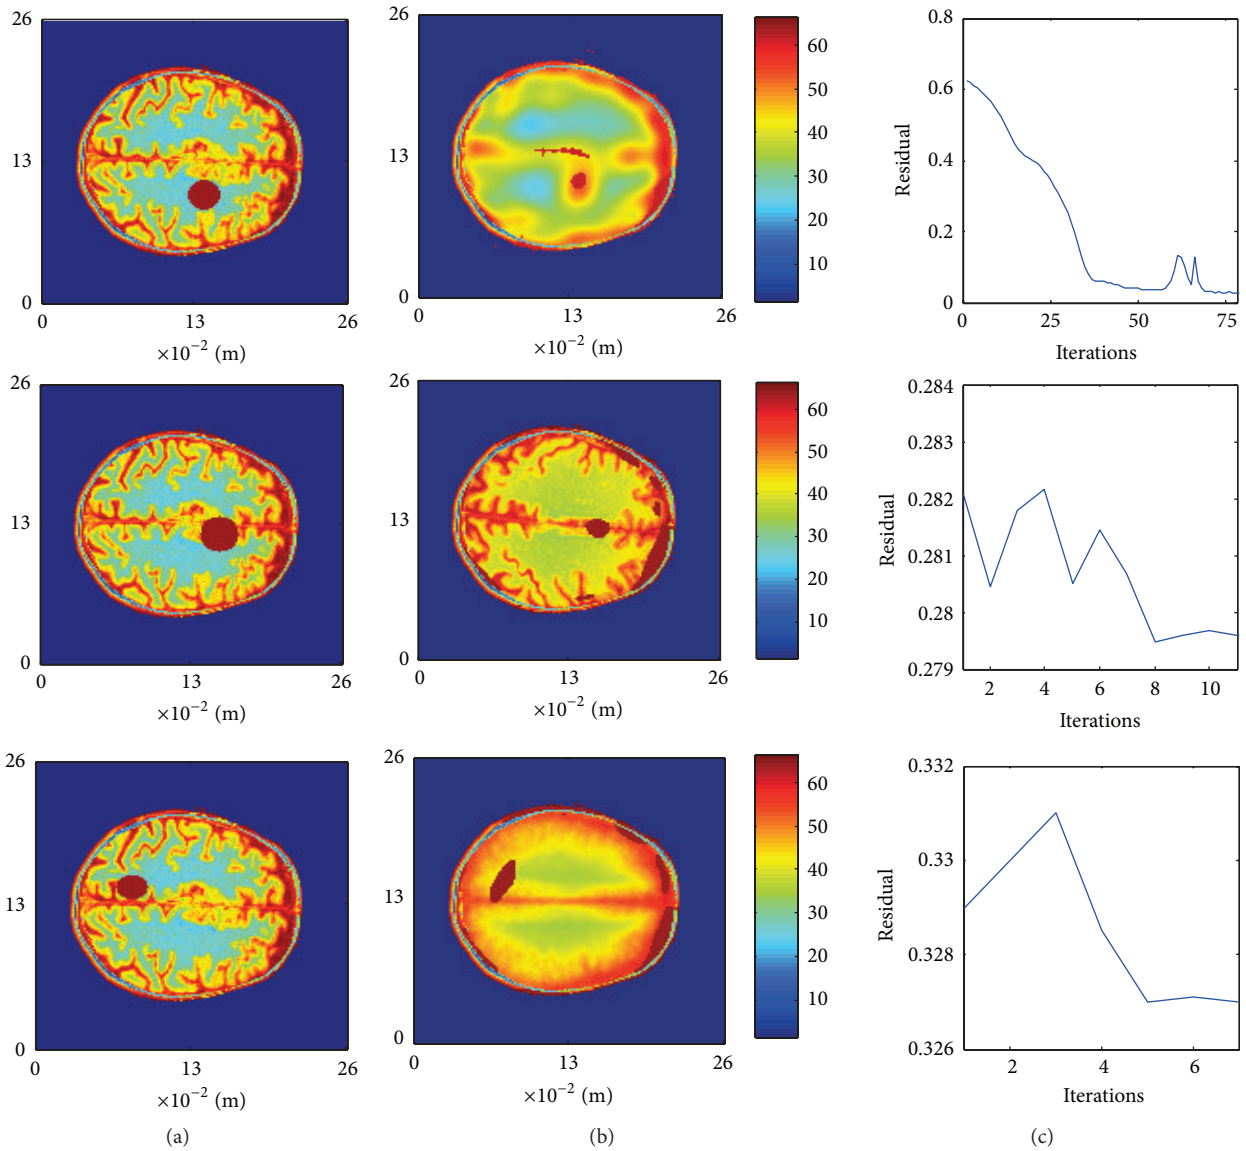 26
13
0
0 13 26
×10⁻² (m)
26
13
0
0 13 26
×10⁻² (m)
60
50
40
30
20
10
0.8
0.6
0.4
0.2
0
Residual
0 25 50 75
Iterations
26
13
0
0 13 26
×10⁻² (m)
26
13
0
0 13 26
×10⁻² (m)
60
50
40
30
20
10
0.284
0.283
0.282
0.281
0.28
0.279
Residual
2 4 6 8 10
Iterations
26
13
0
0 13 26
×10⁻² (m)
(a)
26
13
0
0 13 26
×10⁻² (m)
60
50
40
30
20
10
(b)
0.332
0.33
0.328
0.326
Residual
2 4 6
Iterations
(c)